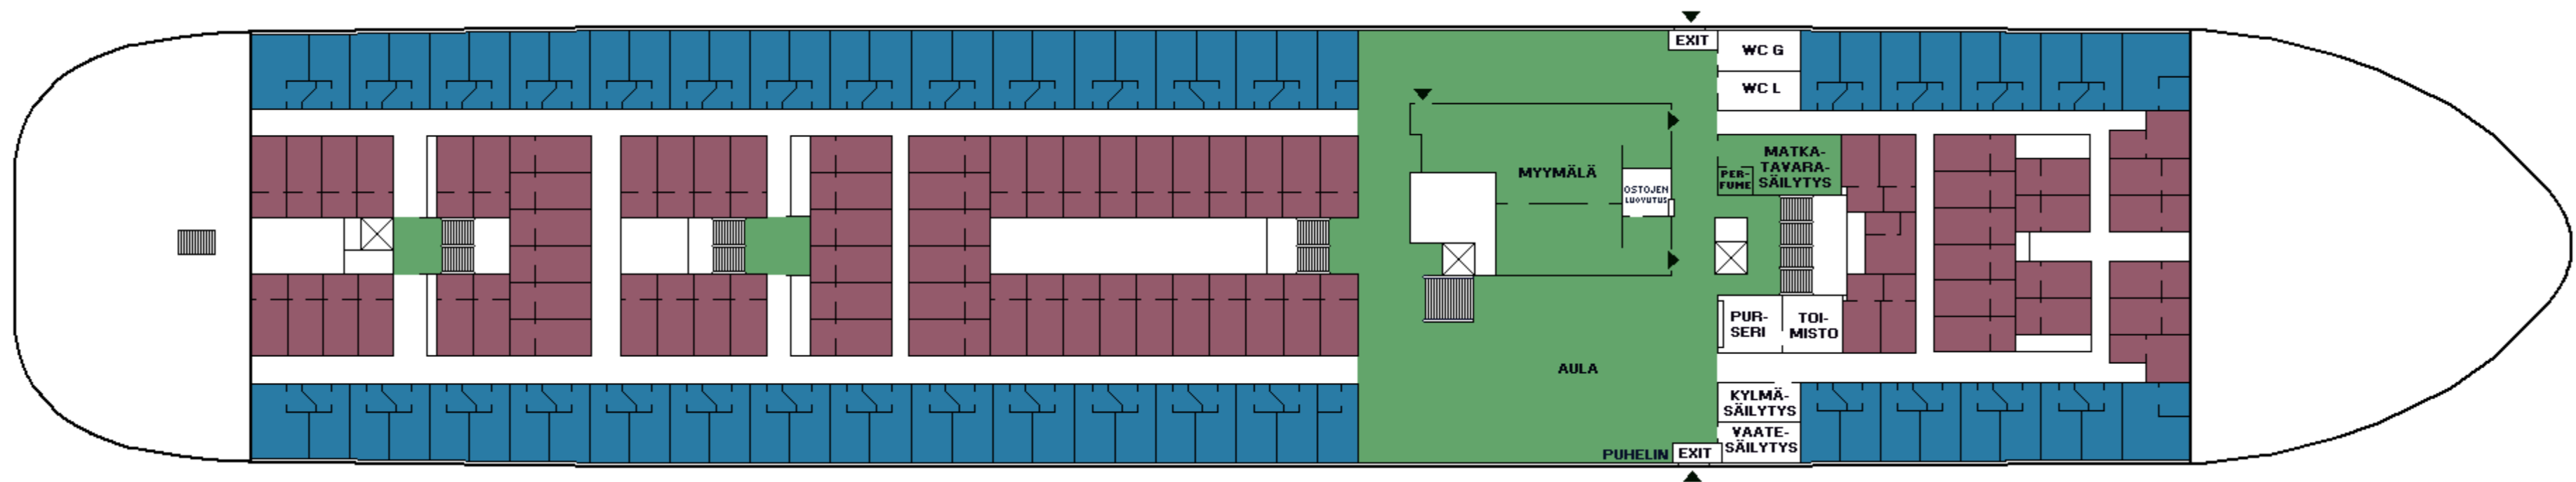 EXIT
WC G
WC L
MATKA-
TAVARA-
SÄILYTYS
PER-
FUME
MYYMÄLÄ
OSTOJEN
LUOVUTUS
PUR-
SERI
TOI-
MISTO
AULA
KYLMÄ-
SÄILYTYS
VAATE-
SÄILYTYS
PUHELIN
EXIT